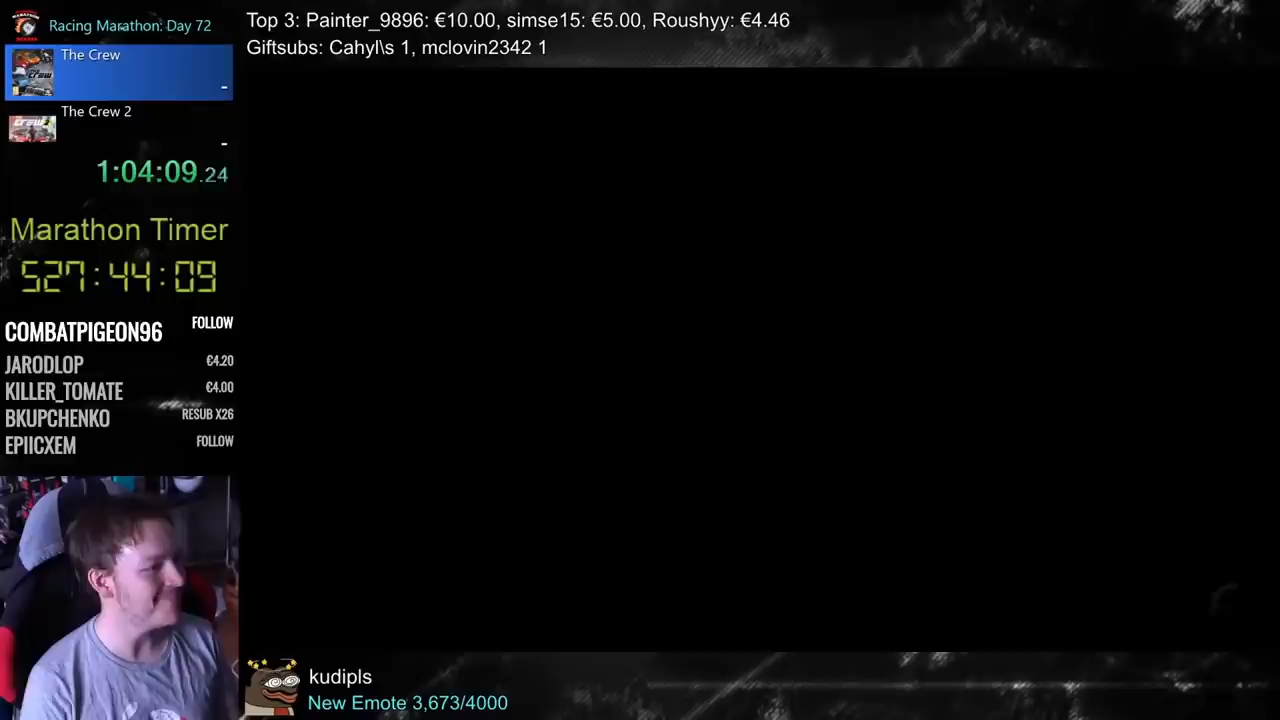 Racing Marathon: Day 72
Top 3: Painter_9896: €10.00, simse15: €5.00, Roushyy: €4.46
Giftsubs: Cahyl\s 1, mclovin2342 1
The Crew
-
The Crew 2
-
1:04:09.24
Marathon Timer
527:44:09
COMBATPIGEON96 FOLLOW
JARODLOP €4.20
KILLER_TOMATE €4.00
BKUPCHENKO RESUB X26
EPIICXEM FOLLOW
kudipls
New Emote 3,673/4000